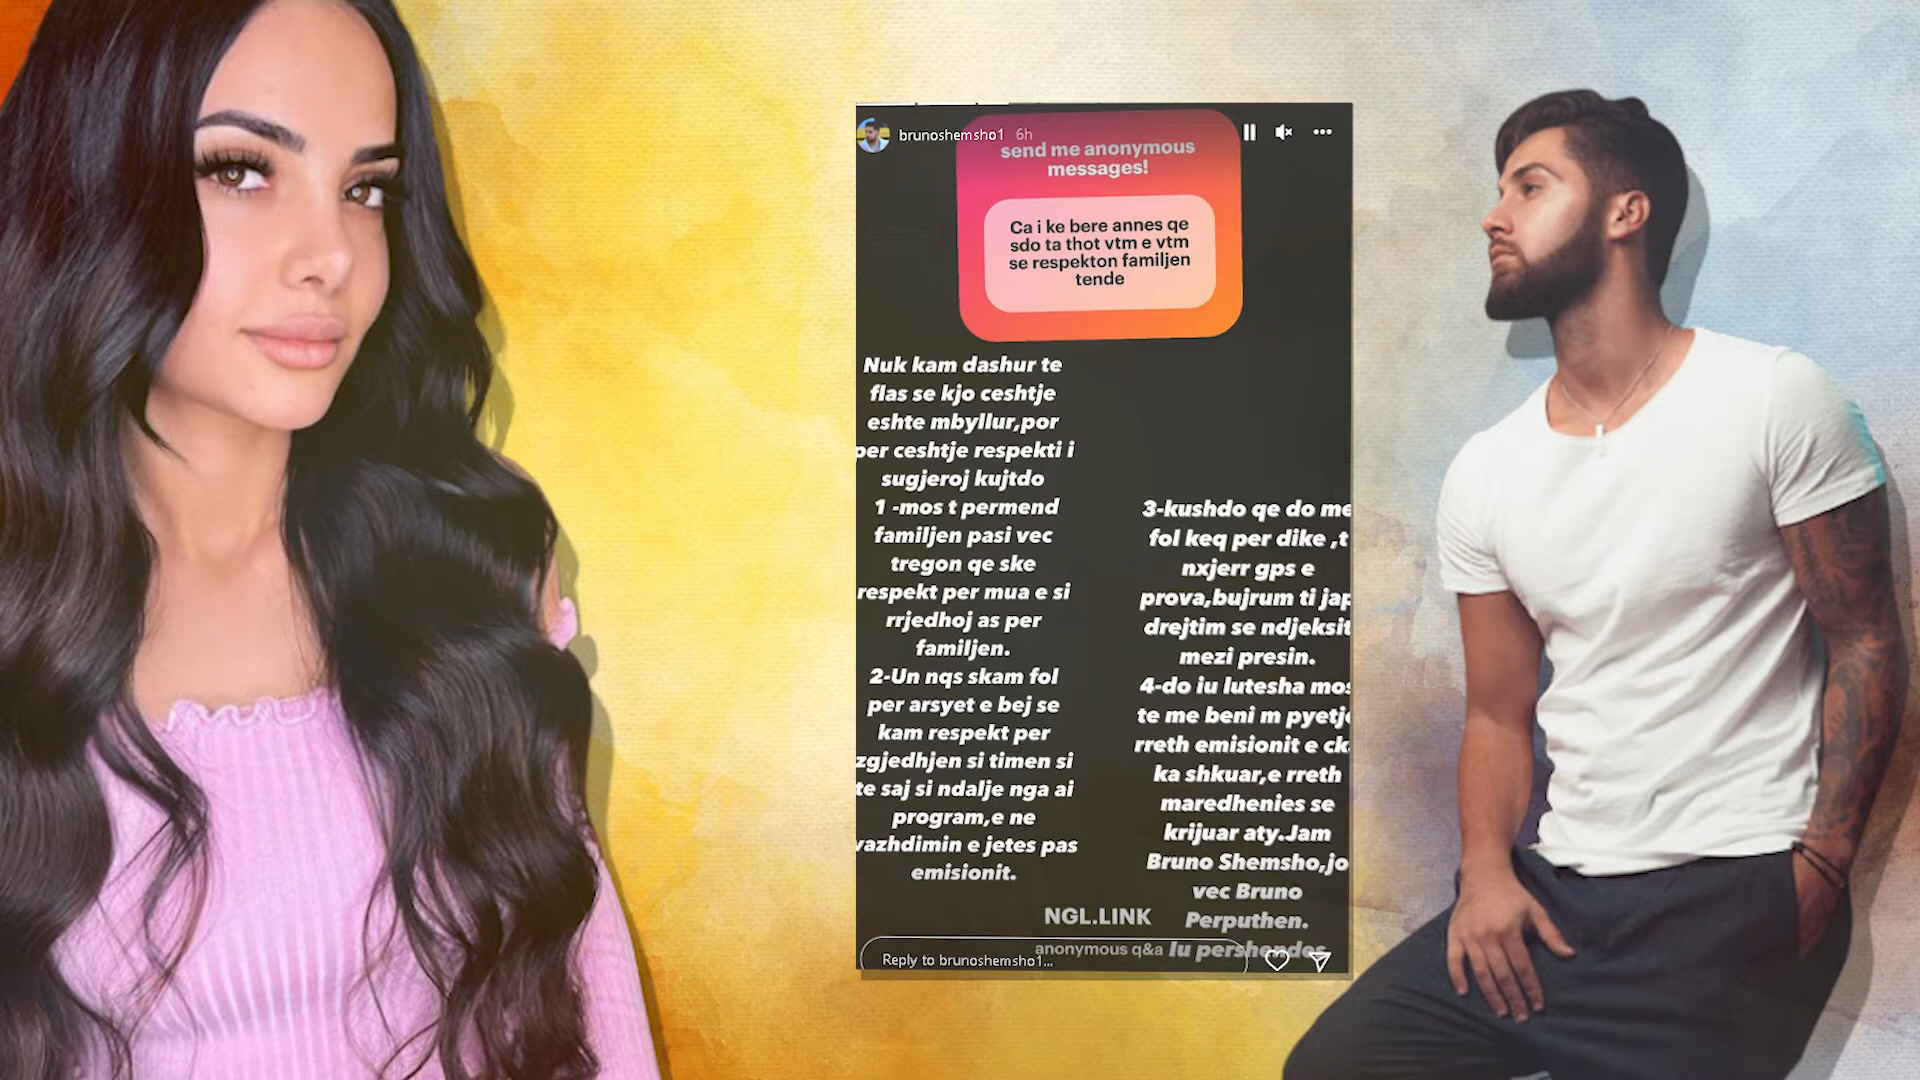 brunoshemsho1 6h
send me anonymous
messages!
Ca i ke bere annes qe
sdo ta thot vtm e vtm
se respekton familjen
tende
Nuk kam dashur te
flas se kjo ceshtje
eshte mbyllur,por
per ceshtje respekti i
sugjeroj kujtdo
1 -mos t permend
familjen pasi vec
tregon qe ske
respekt per mua e si
rrjedhoj as per
familjen.
2-Un nqs skam fol
per arsyet e bej se
kam respekt per
zgjedhjen si timen si
te saj si ndalje nga ai
program,e ne
vazhdimin e jetes pas
emisionit.
3-kushdo qe do me
fol keq per dike ,t
nxjerr gps e
prova,bujrum ti jap
drejtim se ndjeksit
mezi presin.
4-do iu lutesha mos
te me beni m pyetje
rreth emisionit e ck
ka shkuar,e rreth
maredhenies se
krijuar aty.Jam
Bruno Shemsho,jo
vec Bruno
Perputhen.
Iu pershendes
NGL.LINK
anonymous q&a
Reply to brunoshemsho1...